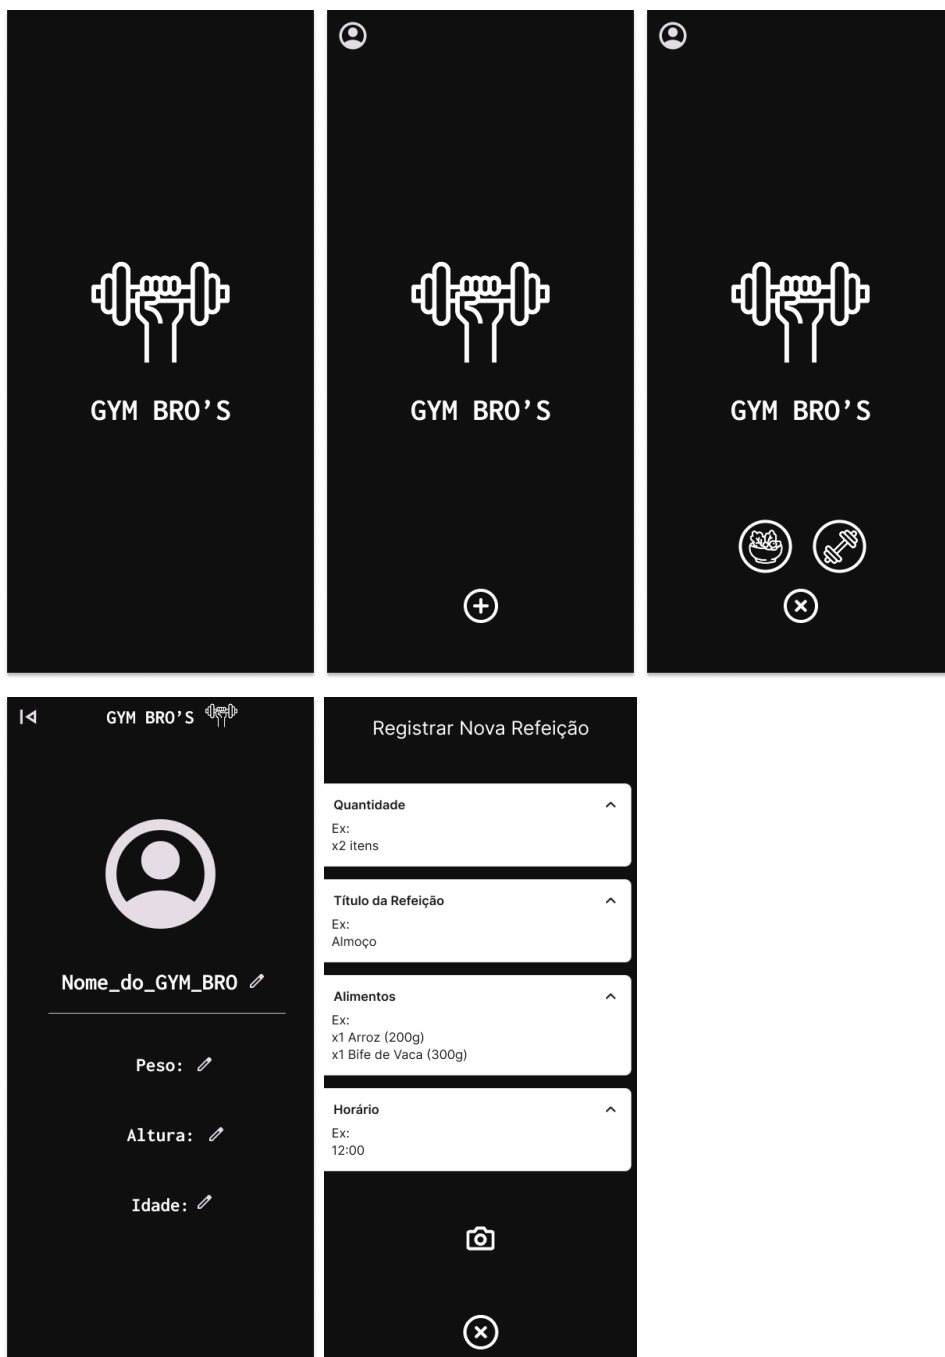 GYM BRO'S
GYM BRO'S
GYM BRO'S
GYM BRO'S
Nome_do_GYM_BRO
Peso:
Altura:
Idade:
Registrar Nova Refeição
Quantidade
Ex:
x2 itens
Título da Refeição
Ex:
Almoço
Alimentos
Ex:
x1 Arroz (200g)
x1 Bife de Vaca (300g)
Horário
Ex:
12:00